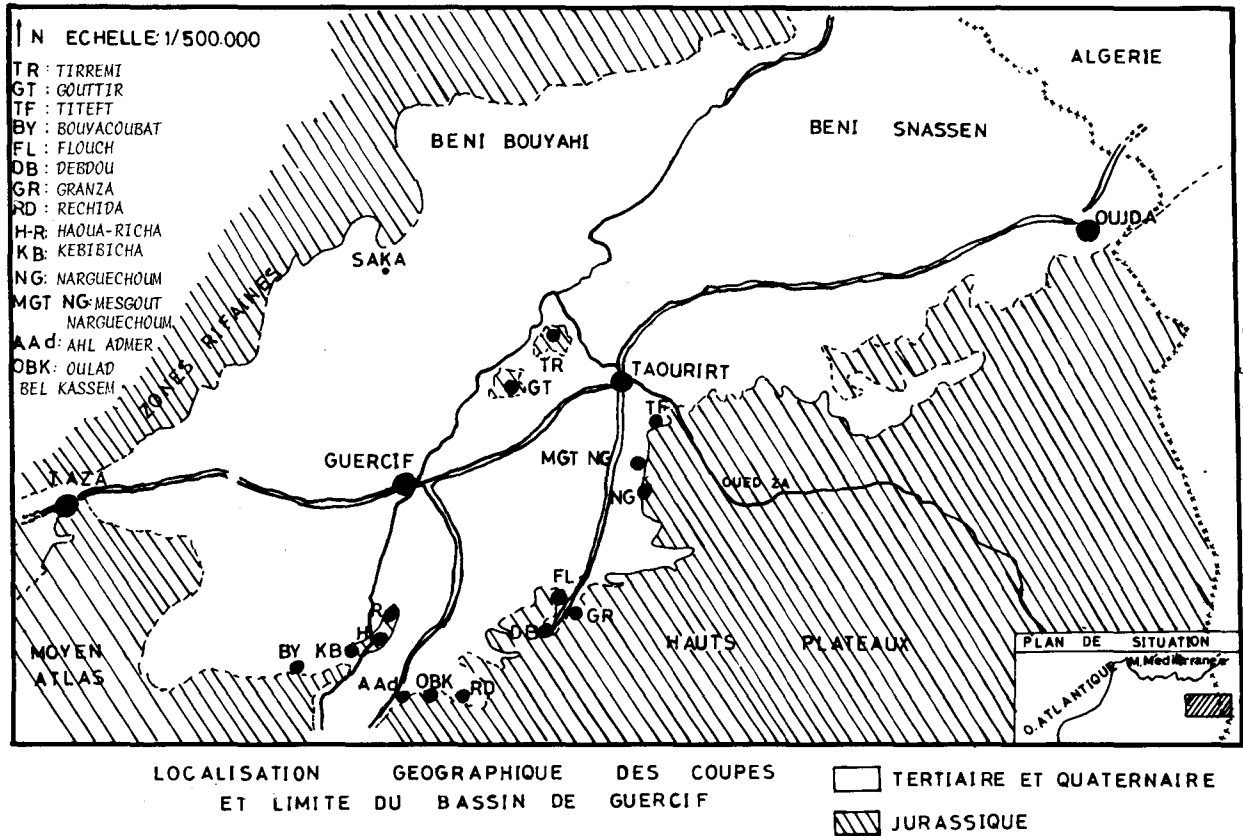 N ECHELLE: 1/500.000
TR: TIRREMI
GT: GOUTTIR
TF: TITEFT
BY: BOUYACOUBAT
FL: FLOUCH
DB: DEBDOU
GR: GRANZA
RD: RECHIDA
H-R: HAOUA-RICHA
KB: KEBIBICHA
NG: NARGUECHOUM
MGT NG: MESGOUT
NARGUECHOUM
AAd: AHL ADMER
OBK: OULAD
BEL KASSEM
ALGERIE
BENI BOUYAHI
BENI SNASSEN
OUJDA
SAKA
ZONES RIFAINES
TR
GT
TAOURIRT
TF
GUERCIF
MGT NG
NG
OUED ZA
TAZA
FL
GR
DB
R
H
BY
KB
MOYEN
ATLAS
AAd
OBK
RD
HAUTS PLATEAUX
PLAN DE SITUATION
M. Mediterranger
O. ATLANTIQUE
LOCALISATION GEOGRAPHIQUE DES COUPES
ET LIMITE DU BASSIN DE GUERCIF
TERTIAIRE ET QUATERNAIRE
JURASSIQUE